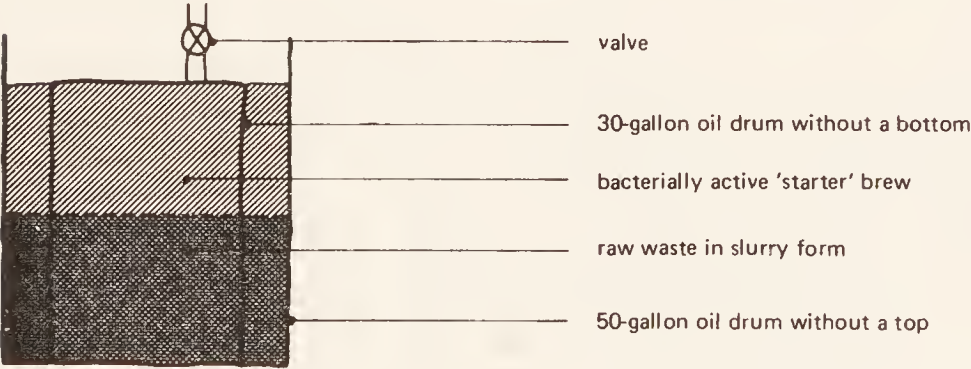 valve
30-gallon oil drum without a bottom
bacterially active 'starter' brew
raw waste in slurry form
50-gallon oil drum without a top